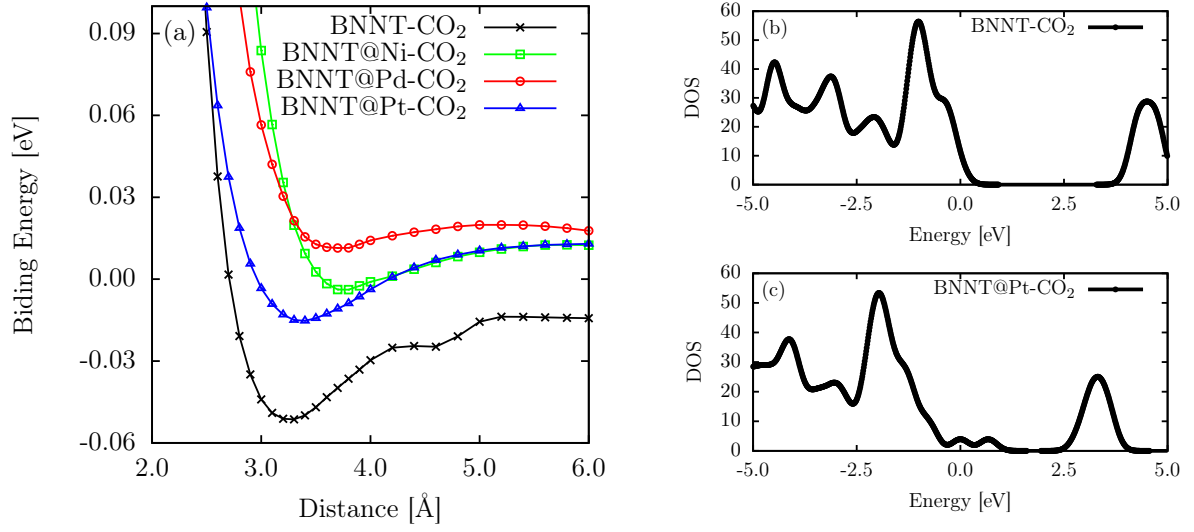 (a)
BNNT-CO₂
BNNT@Ni-CO₂
BNNT@Pd-CO₂
BNNT@Pt-CO₂
Biding Energy [eV]
0.09
0.06
0.03
0.00
-0.03
-0.06
2.0 3.0 4.0 5.0 6.0
Distance [Å]
(b)
BNNT-CO₂
DOS
60
50
40
30
20
10
0
-5.0 -2.5 0.0 2.5 5.0
Energy [eV]
(c)
BNNT@Pt-CO₂
DOS
60
50
40
30
20
10
0
-5.0 -2.5 0.0 2.5 5.0
Energy [eV]